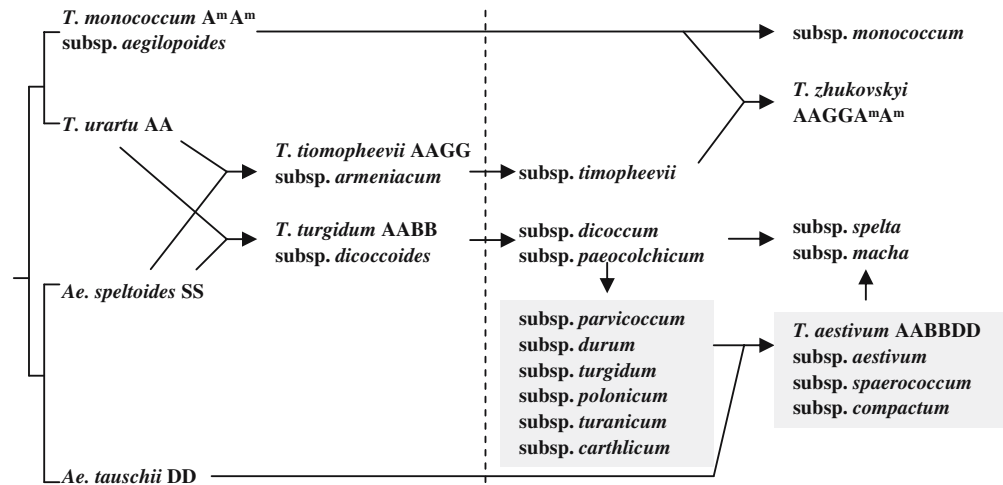 T. monococcum AᵐAᵐ
subsp. aegilopoides
subsp. monococcum
T. zhukovskyi
AAGGAᵐAᵐ
T. urartu AA
T. tiomopheevii AAGG
subsp. armeniacum
subsp. timopheevii
T. turgidum AABB
subsp. dicoccoides
subsp. dicoccum
subsp. paeocolchicum
subsp. spelta
subsp. macha
Ae. speltoides SS
subsp. parvicoccum
subsp. durum
subsp. turgidum
subsp. polonicum
subsp. turanicum
subsp. carthlicum
T. aestivum AABBDD
subsp. aestivum
subsp. spaerococcum
subsp. compactum
Ae. tauschii DD